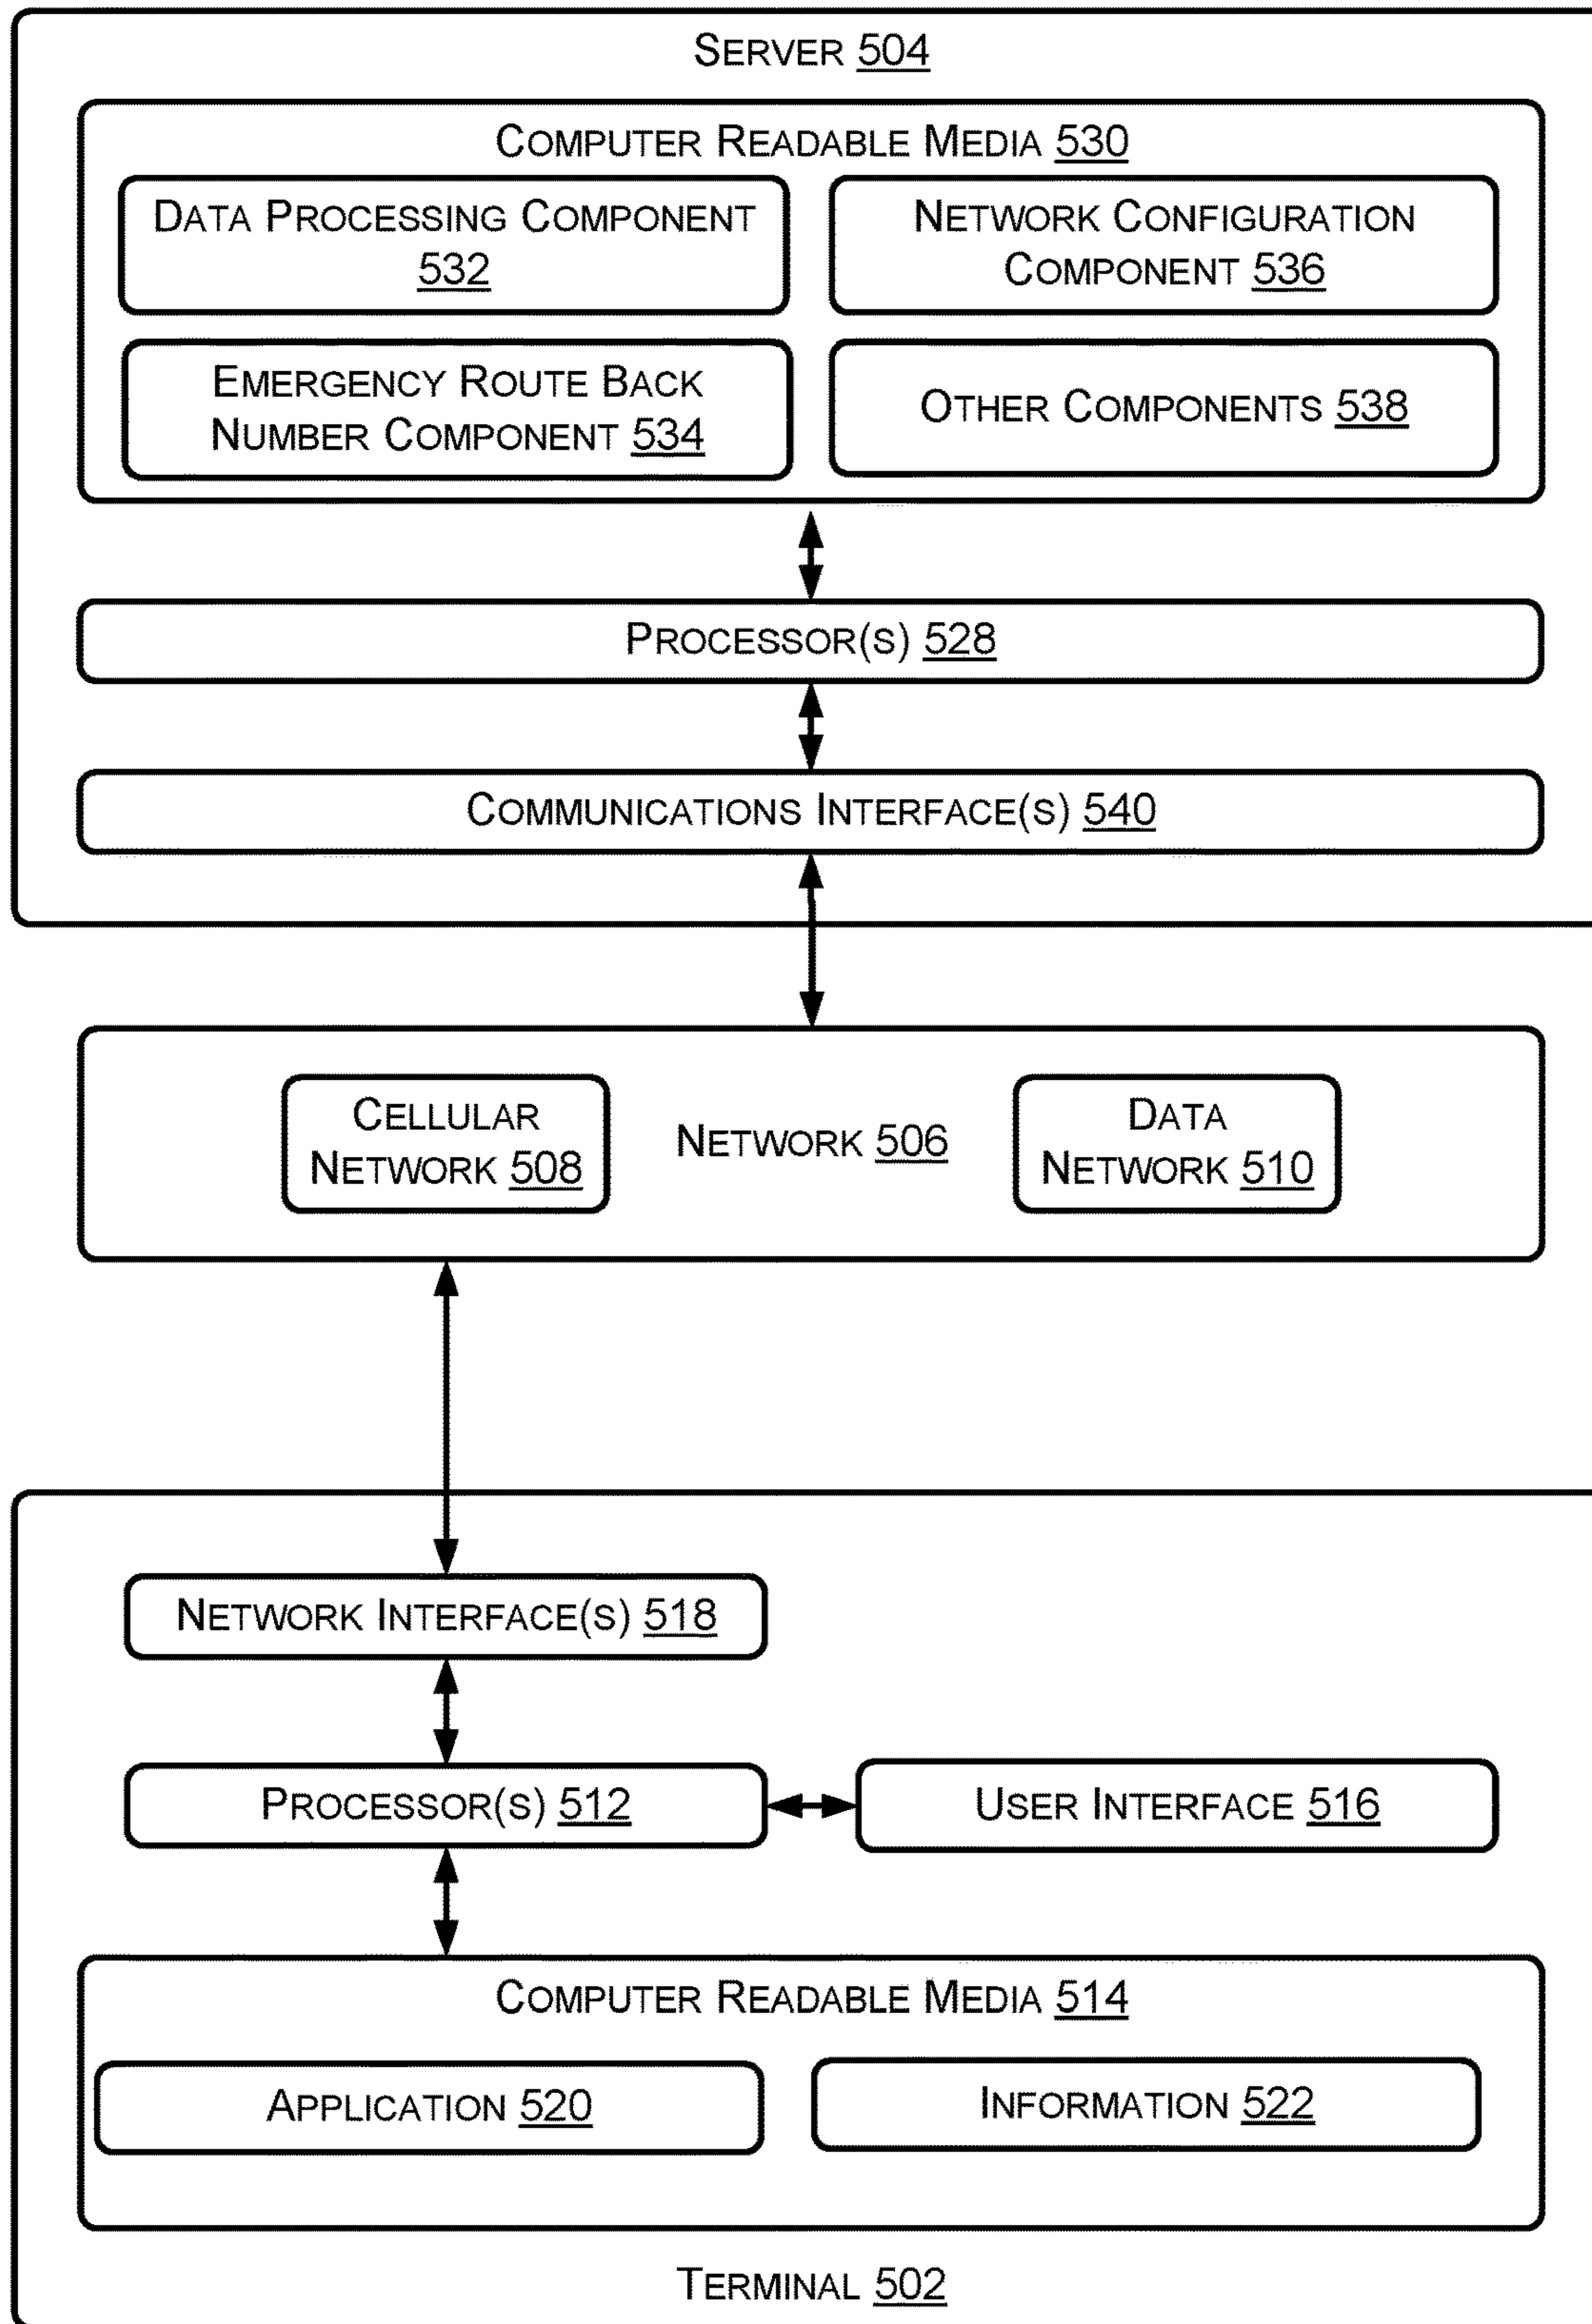 SERVER 504
COMPUTER READABLE MEDIA 530
DATA PROCESSING COMPONENT
532
NETWORK CONFIGURATION
COMPONENT 536
EMERGENCY ROUTE BACK
NUMBER COMPONENT 534
OTHER COMPONENTS 538
PROCESSOR(S) 528
COMMUNICATIONS INTERFACE(S) 540
CELLULAR
NETWORK 508
NETWORK 506
DATA
NETWORK 510
NETWORK INTERFACE(S) 518
PROCESSOR(S) 512
USER INTERFACE 516
COMPUTER READABLE MEDIA 514
APPLICATION 520
INFORMATION 522
TERMINAL 502